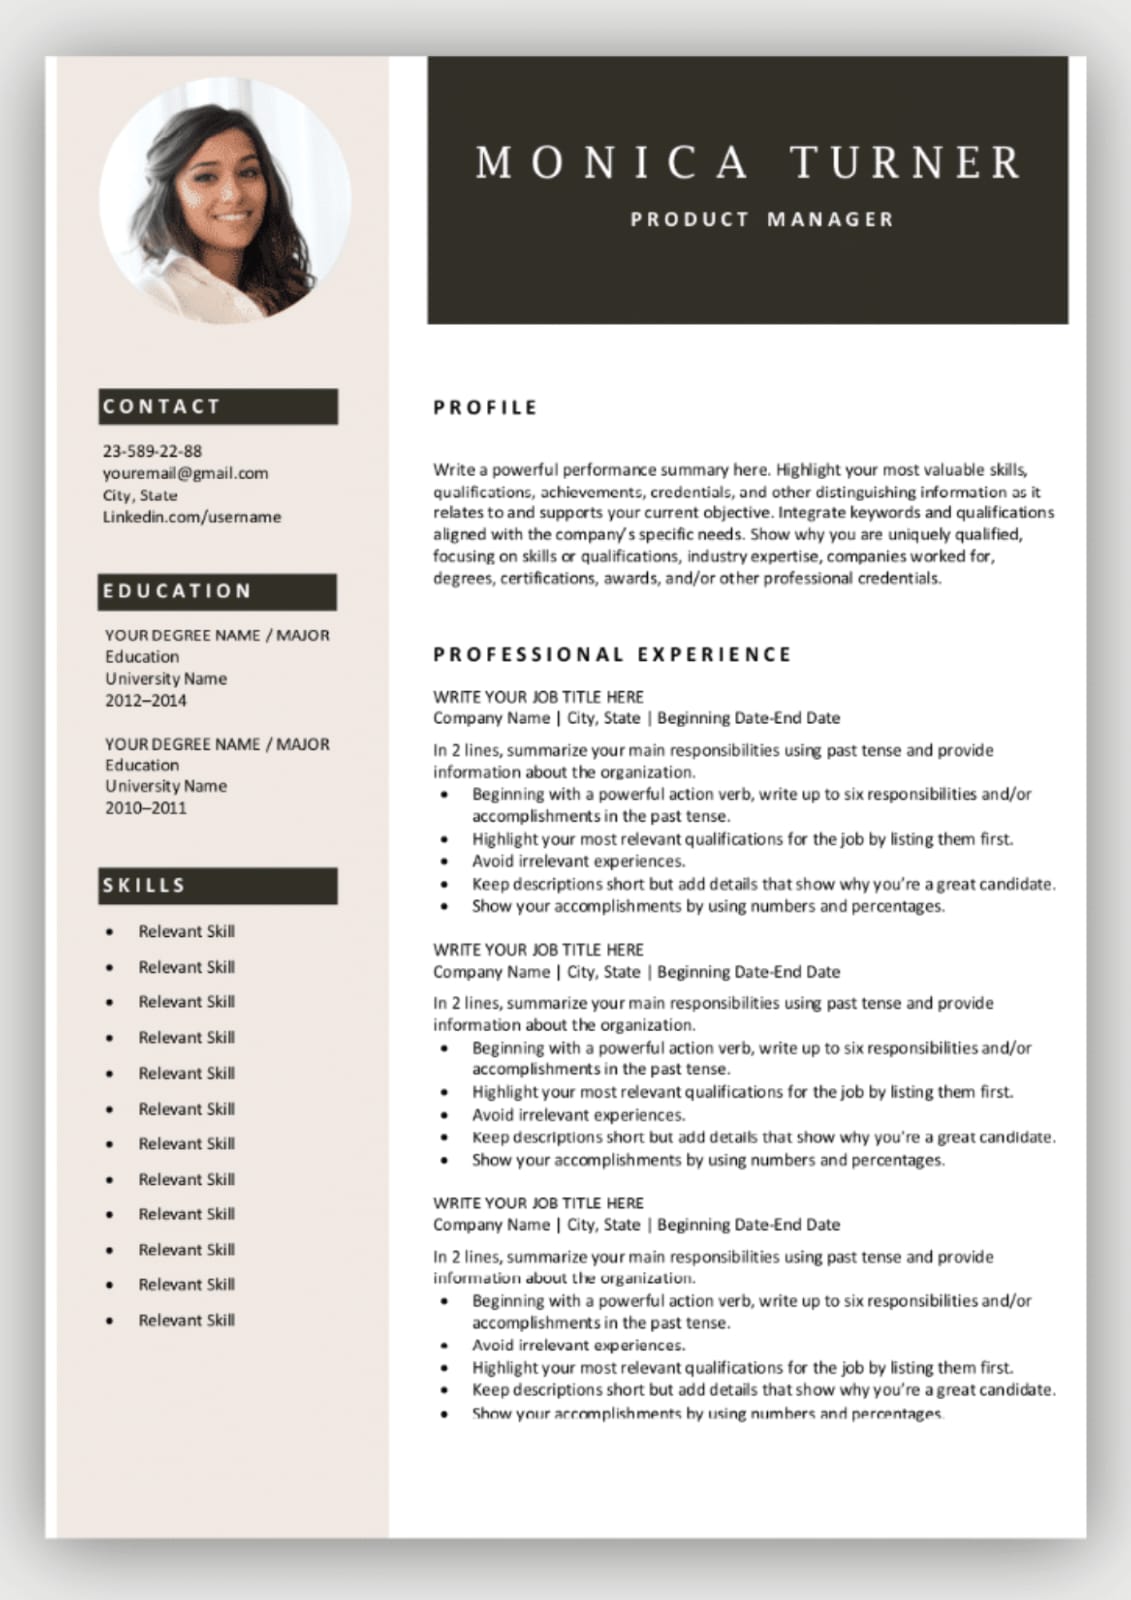 MONICA TURNER
PRODUCT MANAGER
CONTACT
23-589-22-88
youremail@gmail.com
City, State
Linkedin.com/username
EDUCATION
YOUR DEGREE NAME / MAJOR
Education
University Name
2012–2014
YOUR DEGREE NAME / MAJOR
Education
University Name
2010–2011
SKILLS
• Relevant Skill
• Relevant Skill
• Relevant Skill
• Relevant Skill
• Relevant Skill
• Relevant Skill
• Relevant Skill
• Relevant Skill
• Relevant Skill
• Relevant Skill
• Relevant Skill
• Relevant Skill
PROFILE
Write a powerful performance summary here. Highlight your most valuable skills,
qualifications, achievements, credentials, and other distinguishing information as it
relates to and supports your current objective. Integrate keywords and qualifications
aligned with the company's specific needs. Show why you are uniquely qualified,
focusing on skills or qualifications, industry expertise, companies worked for,
degrees, certifications, awards, and/or other professional credentials.
PROFESSIONAL EXPERIENCE
WRITE YOUR JOB TITLE HERE
Company Name | City, State | Beginning Date-End Date
In 2 lines, summarize your main responsibilities using past tense and provide
information about the organization.
• Beginning with a powerful action verb, write up to six responsibilities and/or
accomplishments in the past tense.
• Highlight your most relevant qualifications for the job by listing them first.
• Avoid irrelevant experiences.
• Keep descriptions short but add details that show why you're a great candidate.
• Show your accomplishments by using numbers and percentages.
WRITE YOUR JOB TITLE HERE
Company Name | City, State | Beginning Date-End Date
In 2 lines, summarize your main responsibilities using past tense and provide
information about the organization.
• Beginning with a powerful action verb, write up to six responsibilities and/or
accomplishments in the past tense.
• Highlight your most relevant qualifications for the job by listing them first.
• Avoid irrelevant experiences.
• Keep descriptions short but add details that show why you're a great candidate.
• Show your accomplishments by using numbers and percentages.
WRITE YOUR JOB TITLE HERE
Company Name | City, State | Beginning Date-End Date
In 2 lines, summarize your main responsibilities using past tense and provide
information about the organization.
• Beginning with a powerful action verb, write up to six responsibilities and/or
accomplishments in the past tense.
• Avoid irrelevant experiences.
• Highlight your most relevant qualifications for the job by listing them first.
• Keep descriptions short but add details that show why you're a great candidate.
• Show your accomplishments by using numbers and percentages.